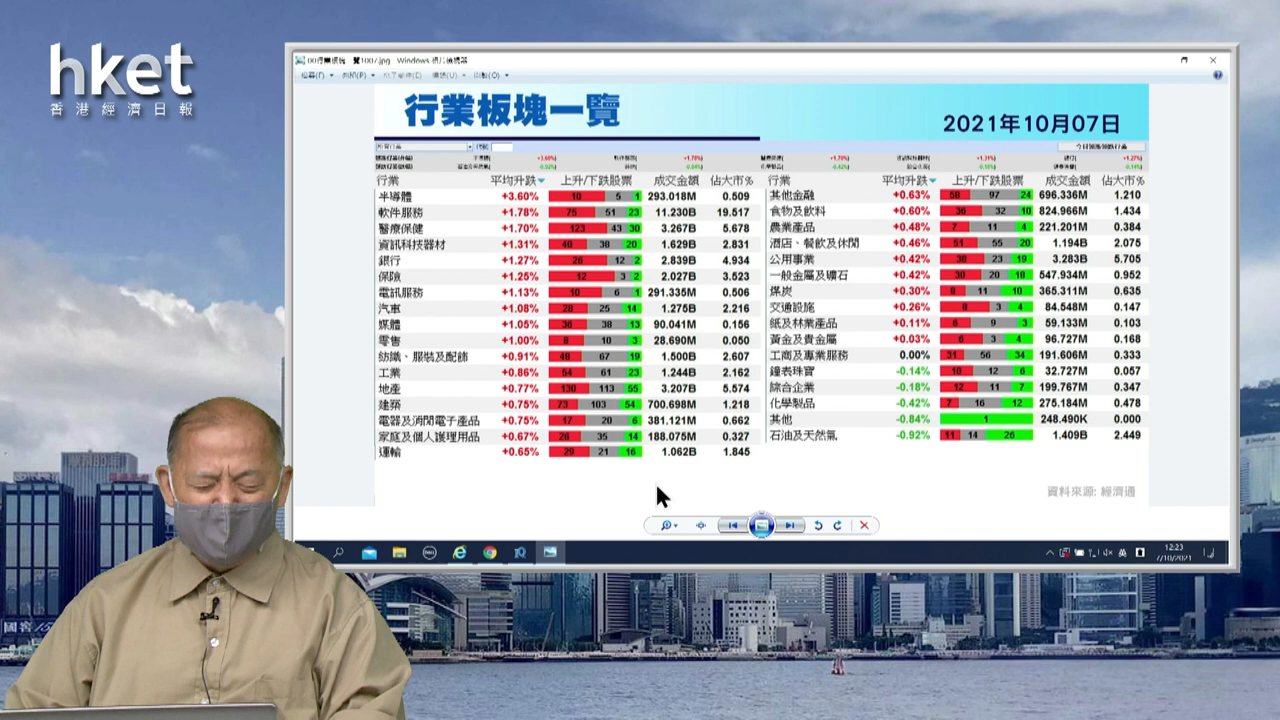 hket
香港經濟日報
行業板塊一覽
2021年10月07日
行業 平均升跌 上升/下跌股票 成交金額 佔大市%
半導體 +3.60% 10 5 1 293.018M 0.509
軟件服務 +1.78% 75 51 23 11.230B 19.517
醫療保健 +1.70% 123 43 30 3.267B 5.678
資訊科技器材 +1.31% 40 38 20 1.629B 2.831
銀行 +1.27% 26 12 2 2.839B 4.934
保險 +1.25% 12 3 2 2.027B 3.523
電訊服務 +1.13% 10 6 1 291.335M 0.506
汽車 +1.08% 28 25 14 1.275B 2.216
媒體 +1.05% 36 38 13 90.041M 0.156
零售 +1.00% 8 10 3 28.690M 0.050
紡織、服裝及配飾 +0.91% 48 67 19 1.500B 2.607
工業 +0.86% 54 61 23 1.244B 2.162
地產 +0.77% 130 113 55 3.207B 5.574
建築 +0.75% 73 103 54 700.698M 1.218
電器及消閒電子產品 +0.75% 17 20 6 381.121M 0.662
家庭及個人護理用品 +0.67% 26 35 14 188.075M 0.327
運輸 +0.65% 29 21 16 1.062B 1.845
行業 平均升跌 上升/下跌股票 成交金額 佔大市%
其他金融 +0.63% 58 97 24 696.336M 1.210
食物及飲料 +0.60% 36 32 10 824.966M 1.434
農業產品 +0.48% 7 11 4 221.201M 0.384
酒店、餐飲及休閒 +0.46% 51 55 20 1.194B 2.075
公用事業 +0.42% 38 23 19 3.283B 5.705
一般金屬及礦石 +0.42% 30 20 18 547.934M 0.952
煤炭 +0.30% 8 11 10 365.311M 0.635
交通設施 +0.26% 8 3 4 84.548M 0.147
紙及林業產品 +0.11% 6 9 3 59.133M 0.103
黃金及貴金屬 +0.03% 6 3 4 96.727M 0.168
工商及專業服務 0.00% 31 56 34 191.606M 0.333
鐘表珠寶 -0.14% 10 12 6 32.727M 0.057
綜合企業 -0.18% 12 11 7 199.767M 0.347
化學製品 -0.42% 7 16 12 275.184M 0.478
其他 -0.84% 1 248.490K 0.000
石油及天然氣 -0.92% 11 14 26 1.409B 2.449
資料來源: 經濟通
12:23
7/10/2021